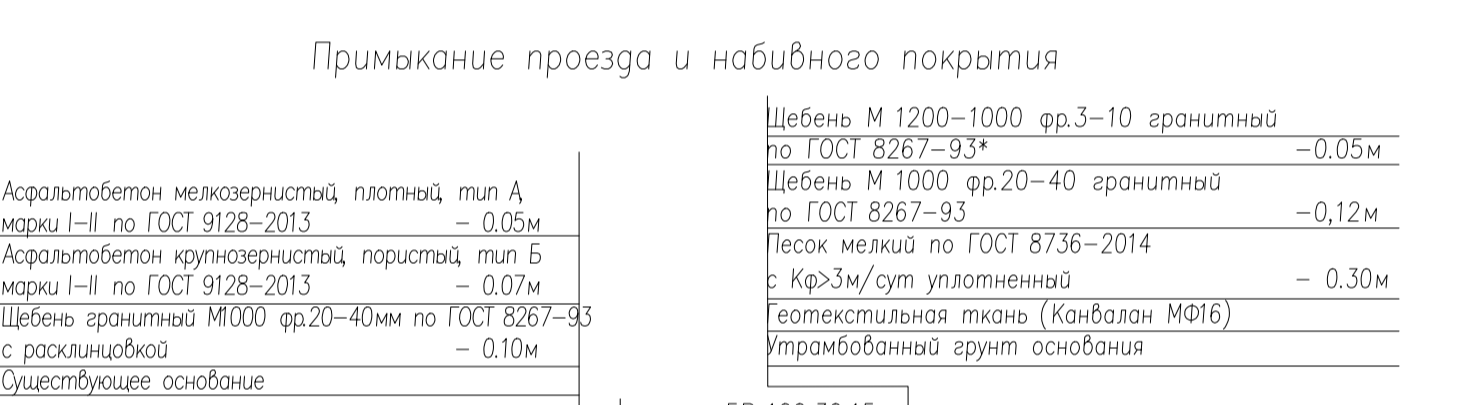 Примыкание проезда и набивного покрытия
Асфальтобетон мелкозернистый, плотный, тип А,
марки I-II по ГОСТ 9128-2013 - 0.05м
Асфальтобетон крупнозернистый, пористый, тип Б
марки I-II по ГОСТ 9128-2013 - 0.07м
Щебень гранитный М1000 фр.20-40мм по ГОСТ 8267-93
с расклинцовкой - 0.10м
Существующее основание
Щебень М 1200-1000 фр.3-10 гранитный
по ГОСТ 8267-93* -0.05м
Щебень М 1000 фр.20-40 гранитный
по ГОСТ 8267-93 -0,12м
Песок мелкий по ГОСТ 8736-2014
с Кф>3м/сут уплотненный - 0.30м
Геотекстильная ткань (Канвалан МФ16)
Утрамбованный грунт основания